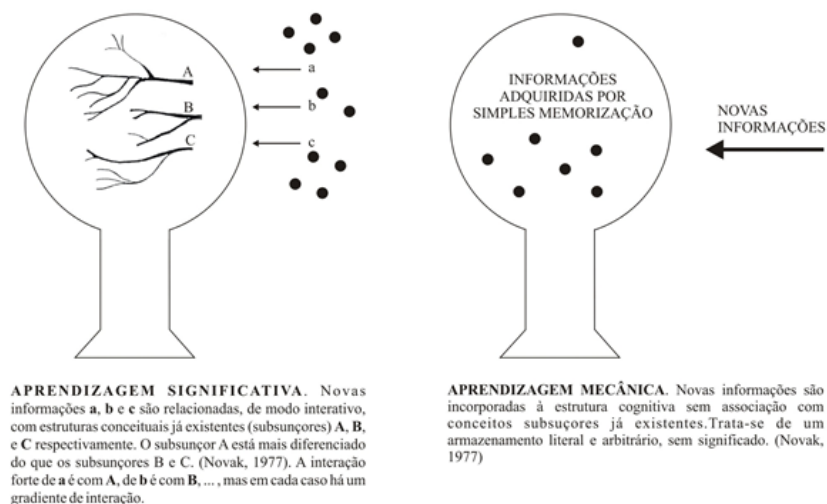 A
B
C
a
b
c
APRENDIZAGEM SIGNIFICATIVA. Novas
informações a, b e c são relacionadas, de modo interativo,
com estruturas conceituais já existentes (subsunçores) A, B,
e C respectivamente. O subsunçor A está mais diferenciado
do que os subsunçores B e C. (Novak, 1977). A interação
forte de a é com A, de b é com B, ... , mas em cada caso há um
gradiente de interação.
INFORMAÇÕES
ADQUIRIDAS POR
SIMPLES MEMORIZAÇÃO
NOVAS
INFORMAÇÕES
APRENDIZAGEM MECÂNICA. Novas informações são
incorporadas à estrutura cognitiva sem associação com
conceitos subsuçores já existentes.Trata-se de um
armazenamento literal e arbitrário, sem significado. (Novak,
1977)